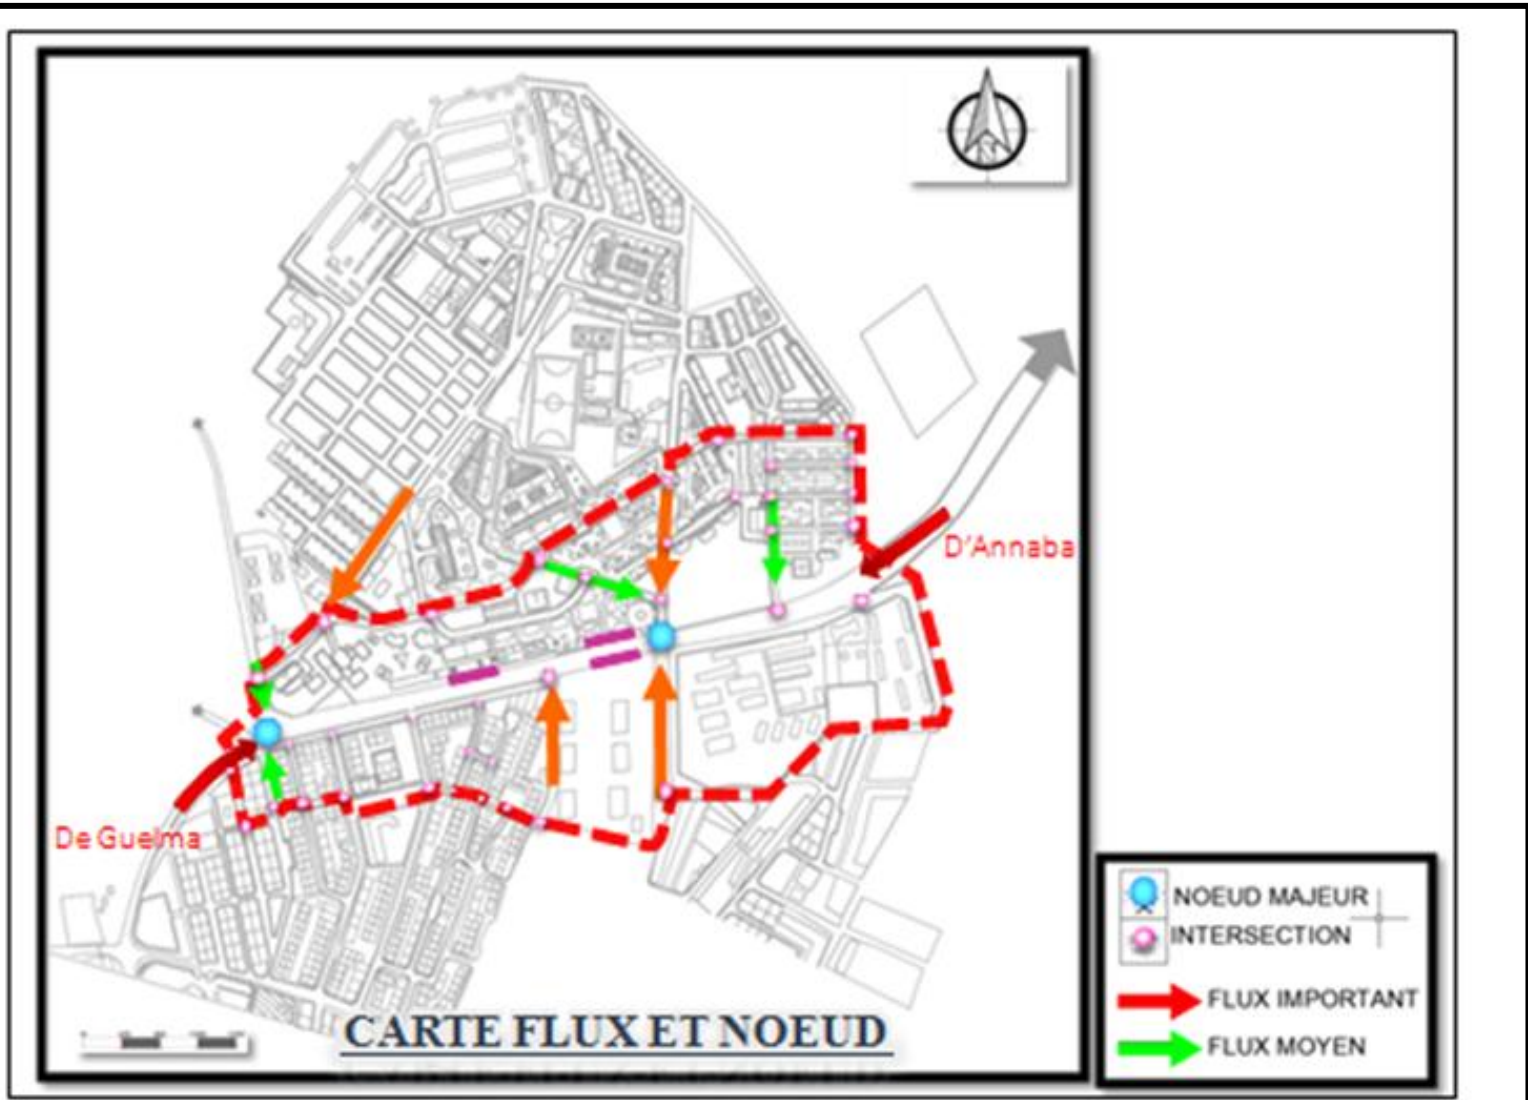 D'Annaba
De Guelma
CARTE FLUX ET NOEUD
NOEUD MAJEUR
INTERSECTION
FLUX IMPORTANT
FLUX MOYEN